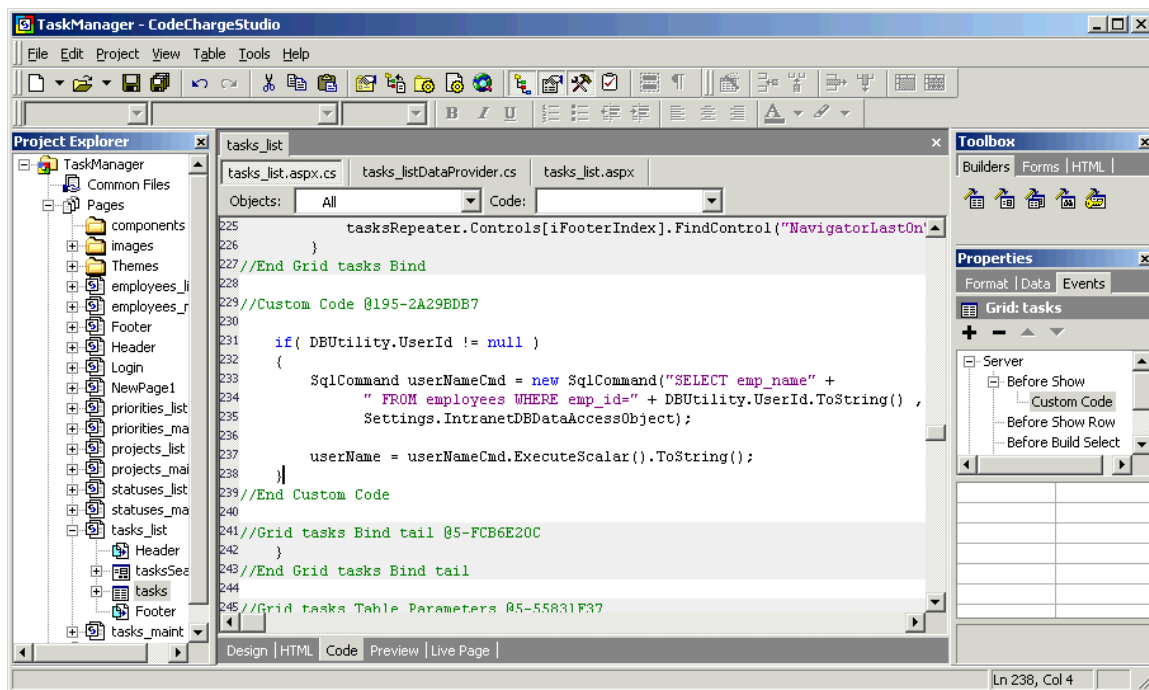 TaskManager - CodeChargeStudio
File Edit Project View Table Tools Help
B I U A
Project Explorer
TaskManager
Common Files
Pages
components
images
Themes
employees_li
employees_r
Footer
Header
Login
NewPage1
priorities_list
priorities_ma
projects_list
projects_mai
statuses_list
statuses_ma
tasks_list
Header
tasksSea
tasks
Footer
tasks_maint
tasks_list
tasks_list.aspx.cs tasks_listDataProvider.cs tasks_list.aspx
Objects: All Code:
225 tasksRepeater.Controls[iFooterIndex].FindControl("NavigatorLastOn"
226 }
227 //End Grid tasks Bind
228
229 //Custom Code @195-2A29BDB7
230
231 if( DBUtility.UserId != null )
232 {
233 SqlCommand userNameCmd = new SqlCommand("SELECT emp_name" +
234 " FROM employees WHERE emp_id=" + DBUtility.UserId.ToString() ,
235 Settings.IntranetDBDataAccessObject);
236
237 userName = userNameCmd.ExecuteScalar().ToString();
238 }
239 //End Custom Code
240
241 //Grid tasks Bind tail @5-FCB6E20C
242 }
243 //End Grid tasks Bind tail
244
245 //Grid tasks Table Parameters @5-55831F37
Design HTML Code Preview Live Page
Toolbox
Builders Forms HTML
Properties
Format Data Events
Grid: tasks
Server
Before Show
Custom Code
Before Show Row
Before Build Select
Ln 238, Col 4